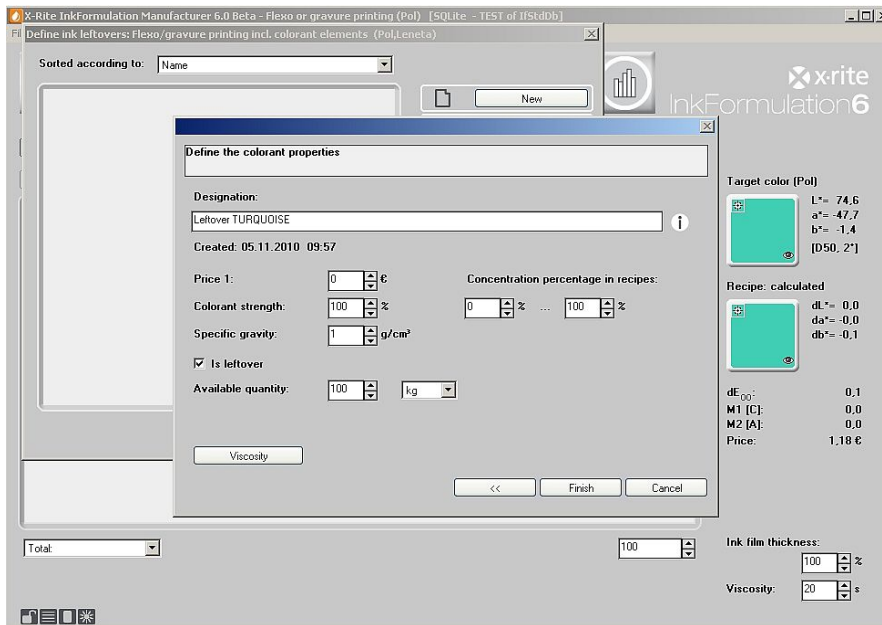 X-Rite InkFormulation Manufacturer 6.0 Beta - Flexo or gravure printing (Pol) [SQLite - TEST of IfStdDb]
Define ink leftovers: Flexo/gravure printing incl. colorant elements (Pol,Leneta)
Sorted according to: Name
New
x-rite
InkFormulation6
Define the colorant properties
Designation:
Leftover TURQUOISE
Created: 05.11.2010 09:57
Price 1: 0 €
Concentration percentage in recipes:
Colorant strength: 100 %
0 % ... 100 %
Specific gravity: 1 g/cm³
Is leftover
Available quantity: 100 kg
Viscosity
<< Finish Cancel
Target color (Pol)
L*= 74,6
a*= -47,7
b*= -1,4
[D50, 2°]
Recipe: calculated
dL*= 0,0
da*= -0,0
db*= -0,1
dE00: 0,1
M1 [C]: 0,0
M2 [A]: 0,0
Price: 1,18 €
Total: 100
Ink film thickness:
100 %
Viscosity: 20 s